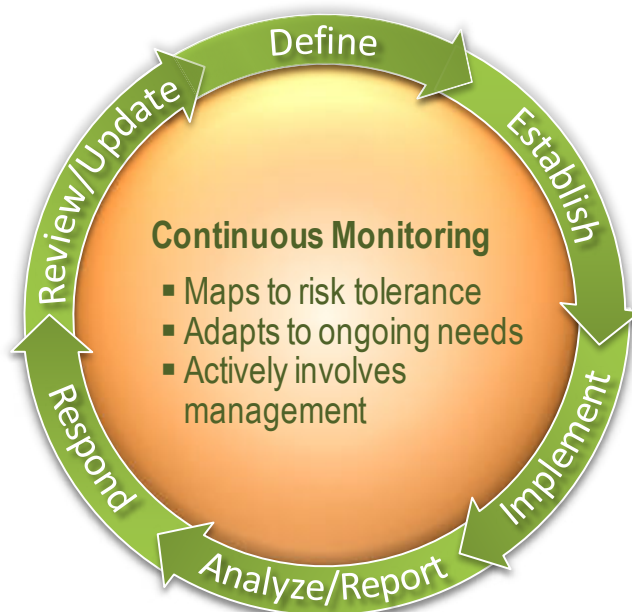 Define
Establish
Implement
Analyze/Report
Respond
Review/Update
Continuous Monitoring
▪ Maps to risk tolerance
▪ Adapts to ongoing needs
▪ Actively involves
management